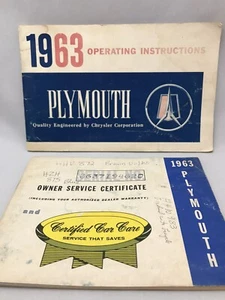 1963 OPERATING INSTRUCTIONS
PLYMOUTH
Quality Engineered by Chrysler Corporation
1963
PLYMOUTH
OWNER SERVICE CERTIFICATE
(INCLUDING YOUR AUTHORIZED DEALER WARRANTY)
and
Certified Car Care
SERVICE THAT SAVES